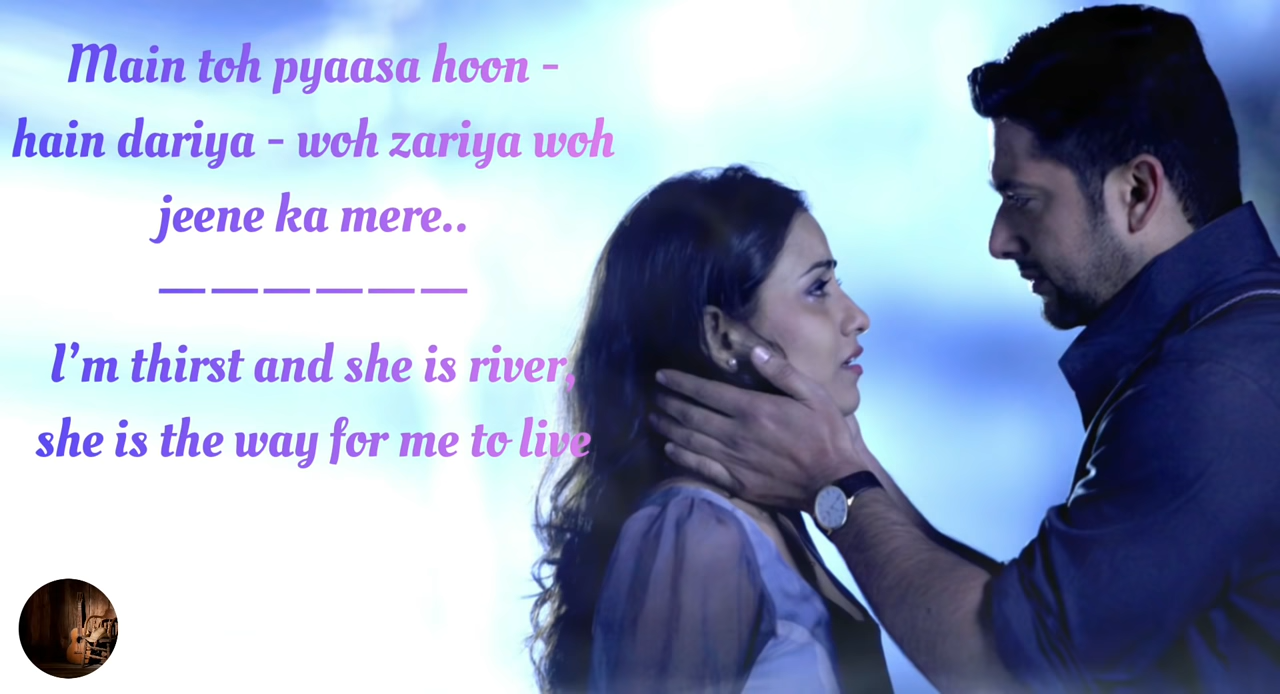 Main toh pyaasa hoon -
hain dariya - woh zariya woh
jeene ka mere..
— — — — — —
I'm thirst and she is river,
she is the way for me to live